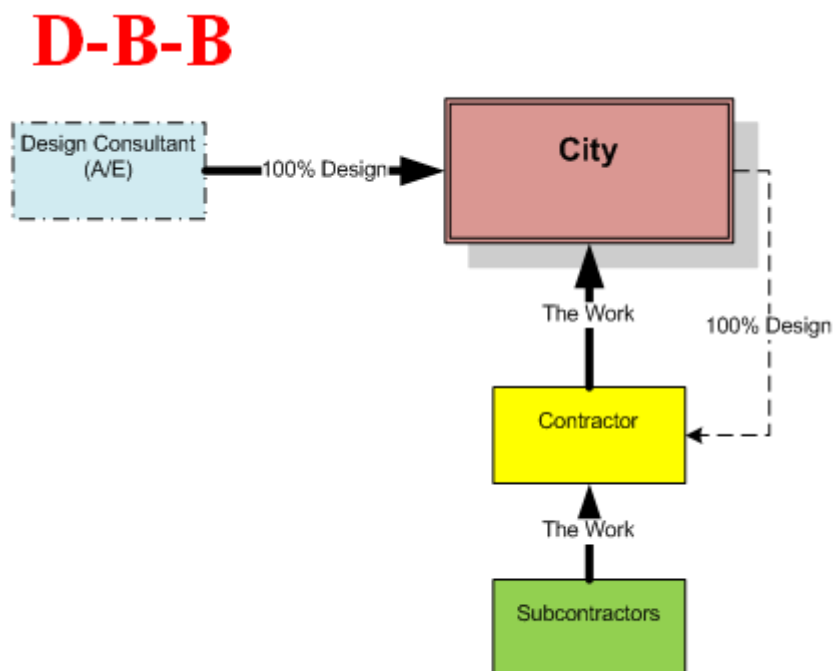 D-B-B
Design Consultant
(A/E)
100% Design
City
The Work
100% Design
Contractor
The Work
Subcontractors